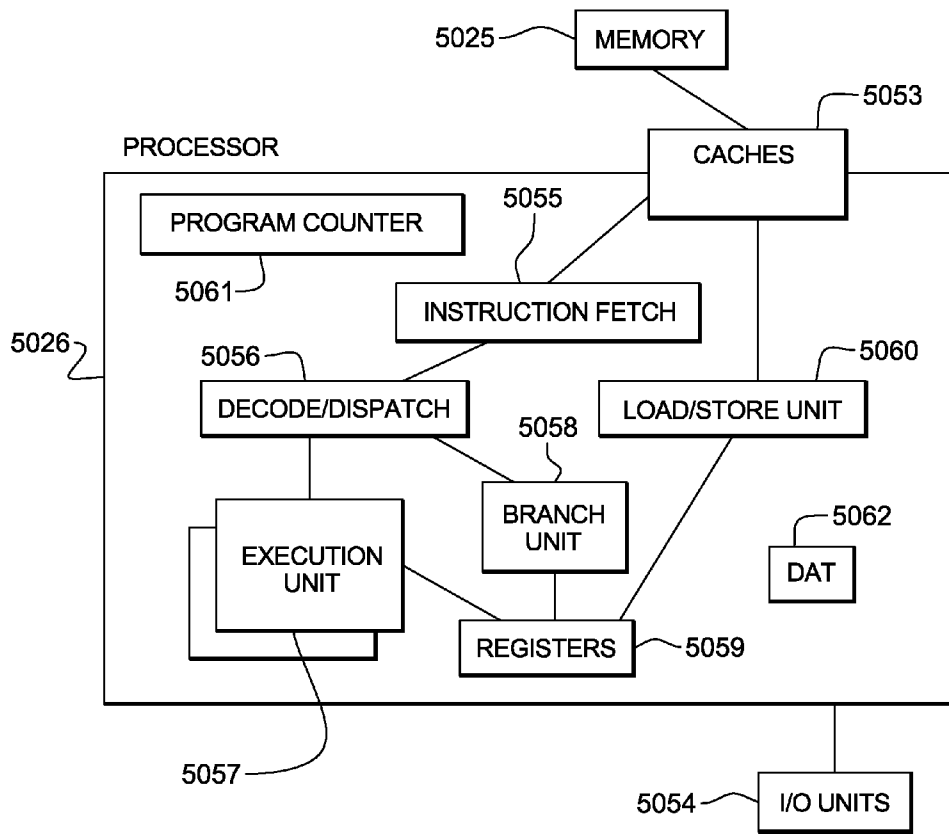 5025
MEMORY
5053
PROCESSOR
CACHES
5055
PROGRAM COUNTER
5061
INSTRUCTION FETCH
5026
5056
5060
DECODE/DISPATCH
LOAD/STORE UNIT
5058
BRANCH
UNIT
5062
EXECUTION
UNIT
DAT
REGISTERS
5059
5057
5054
I/O UNITS